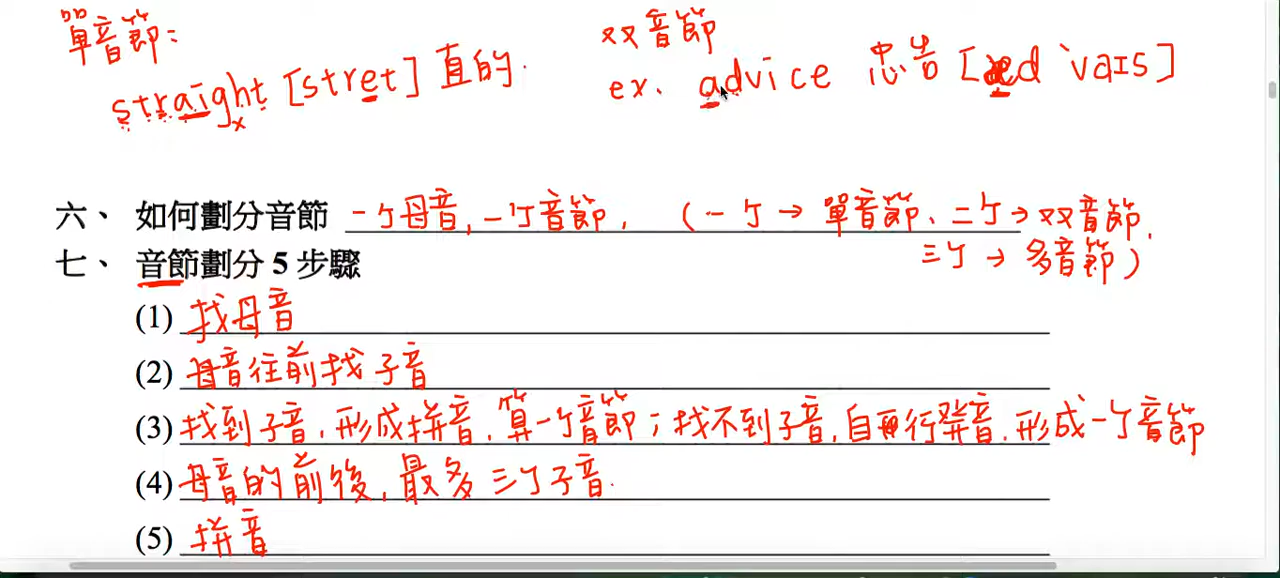 單音節:
straight [stret] 直的.
双音節
ex. advice 忠告 [əd ˋvaɪs]
六、 如何劃分音節 一个母音, 一个音節, (一个 → 單音節、二个 → 双音節.
三个 → 多音節)
七、 音節劃分 5 步驟
(1) 找母音
(2) 母音往前找子音
(3) 找到子音, 形成拼音, 算一个音節; 找不到子音, 自再行發音, 形成一个音節
(4) 母音的前後, 最多三个子音.
(5) 拼音